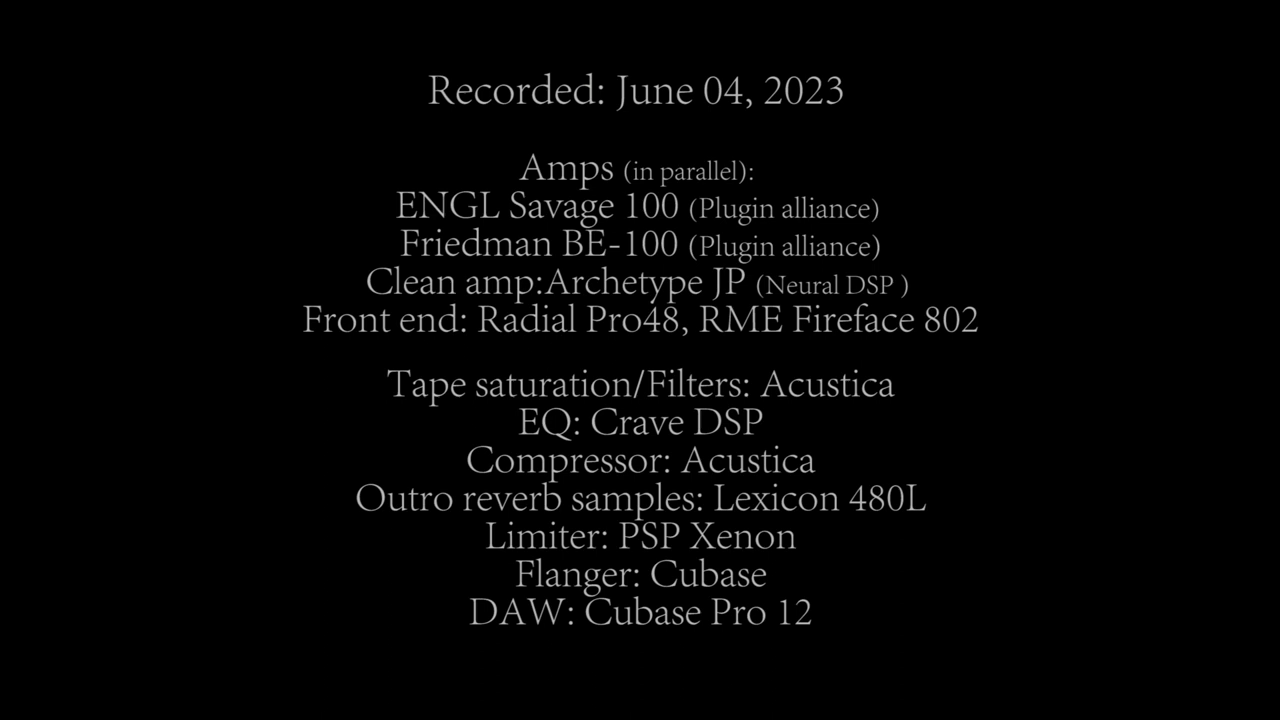 Recorded: June 04, 2023
Amps (in parallel):
ENGL Savage 100 (Plugin alliance)
Friedman BE-100 (Plugin alliance)
Clean amp:Archetype JP (Neural DSP )
Front end: Radial Pro48, RME Fireface 802
Tape saturation/Filters: Acustica
EQ: Crave DSP
Compressor: Acustica
Outro reverb samples: Lexicon 480L
Limiter: PSP Xenon
Flanger: Cubase
DAW: Cubase Pro 12